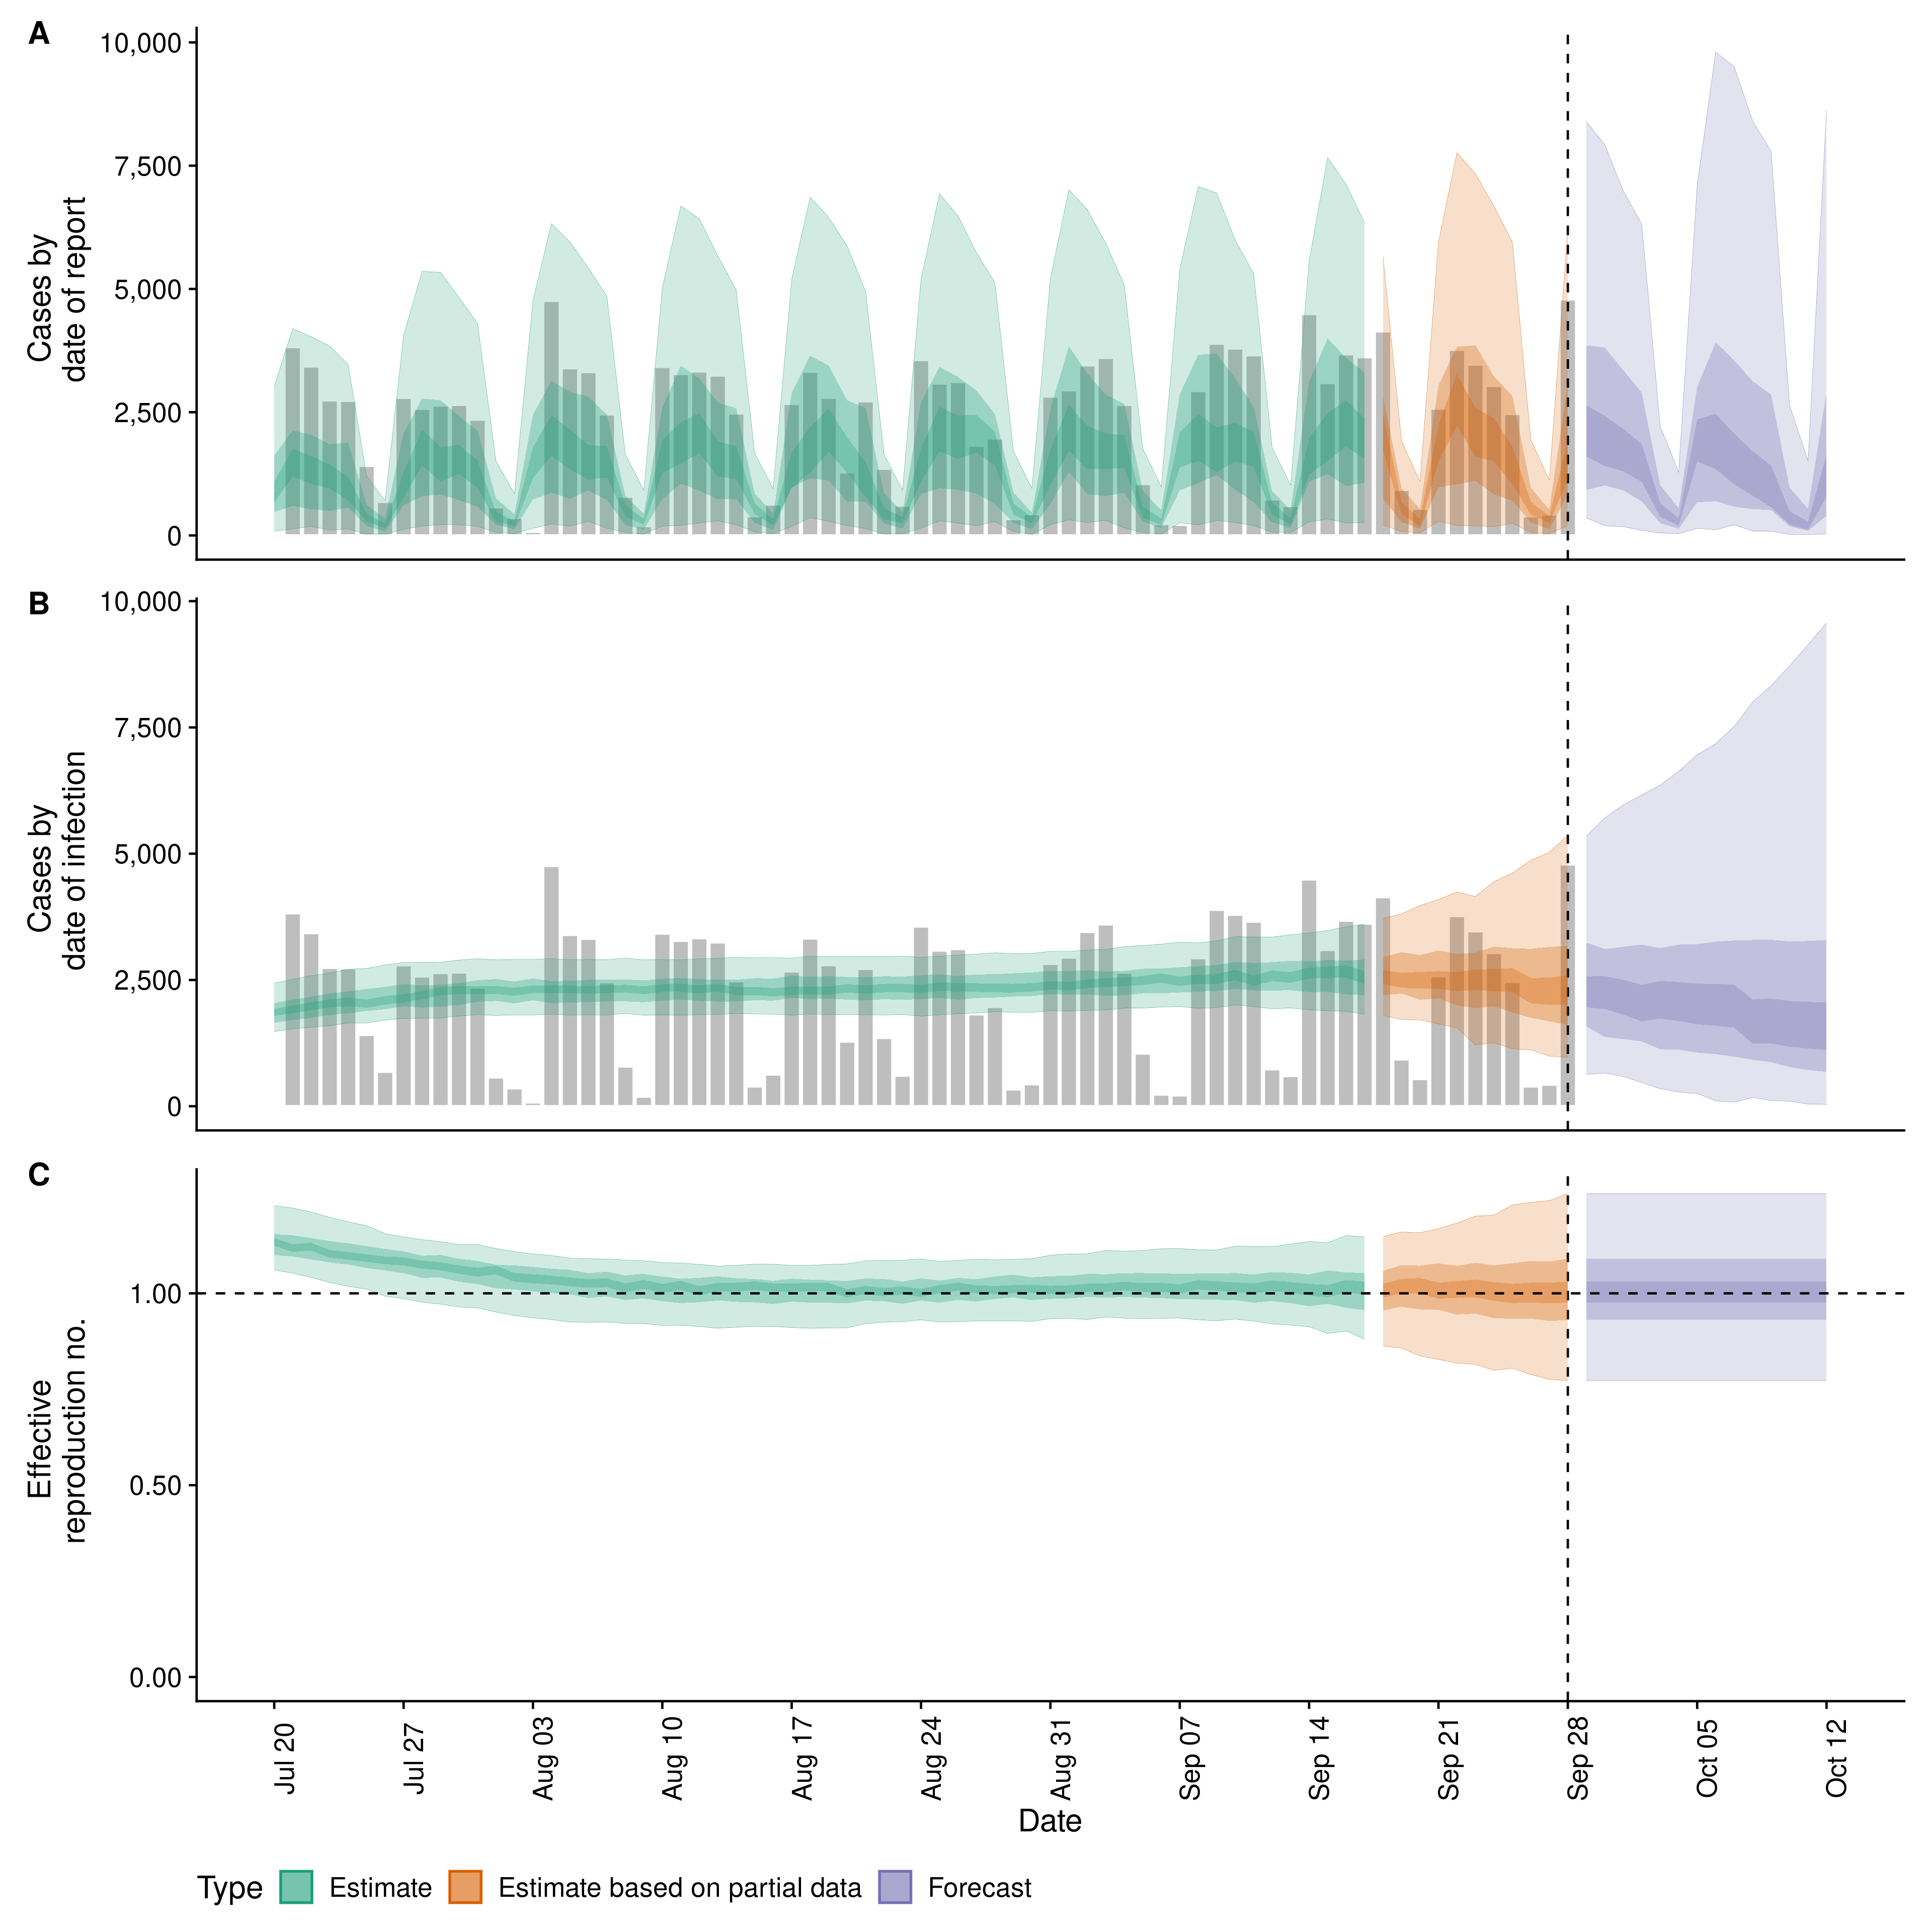 A
10,000
7,500
5,000
2,500
0
Cases by
date of report
B
10,000
7,500
5,000
2,500
0
Cases by
date of infection
C
1.00
0.50
0.00
Effective
reproduction no.
Jul 20
Jul 27
Aug 03
Aug 10
Aug 17
Aug 24
Aug 31
Sep 07
Sep 14
Sep 21
Sep 28
Oct 05
Oct 12
Date
Type Estimate Estimate based on partial data Forecast